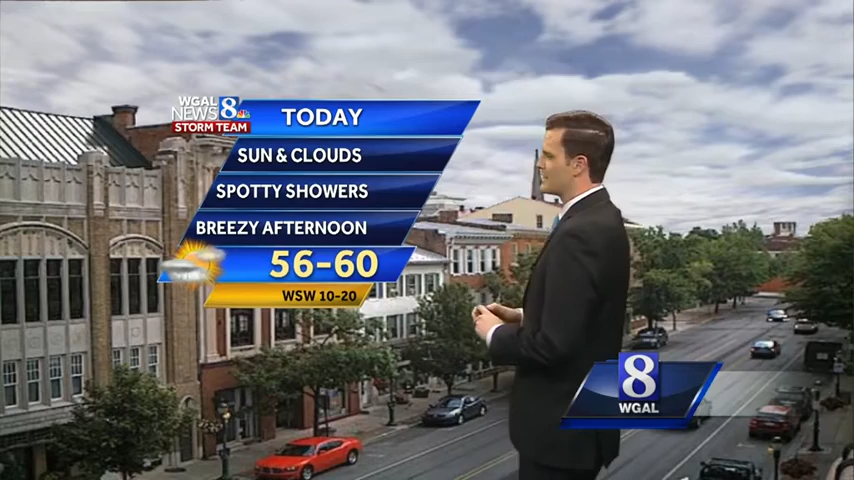 WGAL
NEWS 8
STORM TEAM
TODAY
SUN & CLOUDS
SPOTTY SHOWERS
BREEZY AFTERNOON
56-60
WSW 10-20
8
WGAL